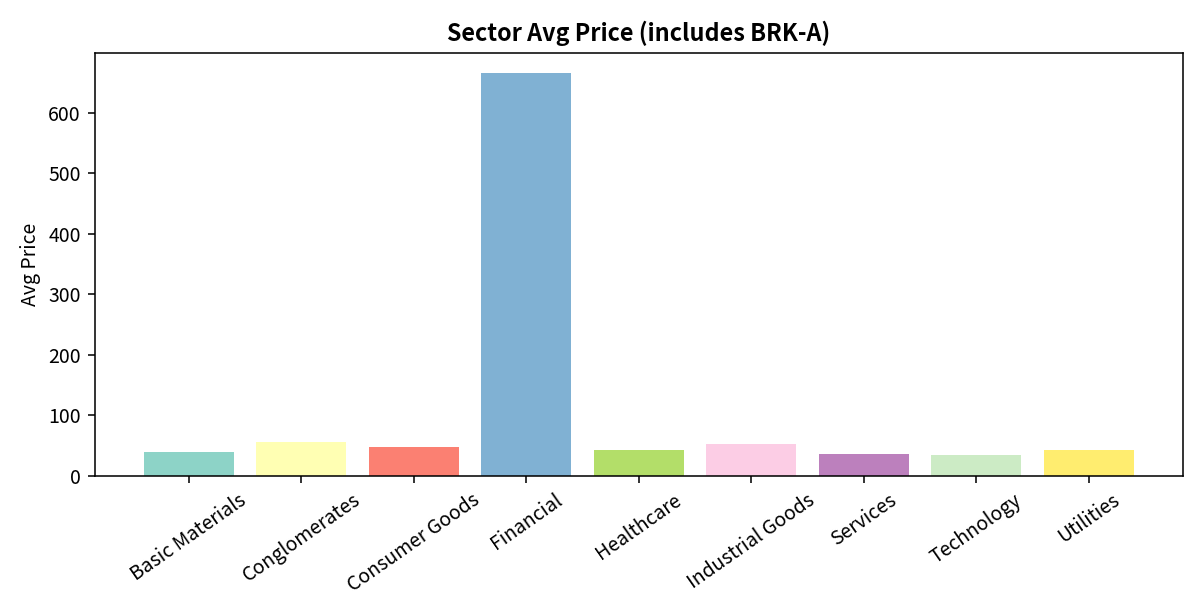 Sector Avg Price (includes BRK-A)
Avg Price
600
500
400
300
200
100
0
Basic Materials
Conglomerates
Consumer Goods
Financial
Healthcare
Industrial Goods
Services
Technology
Utilities